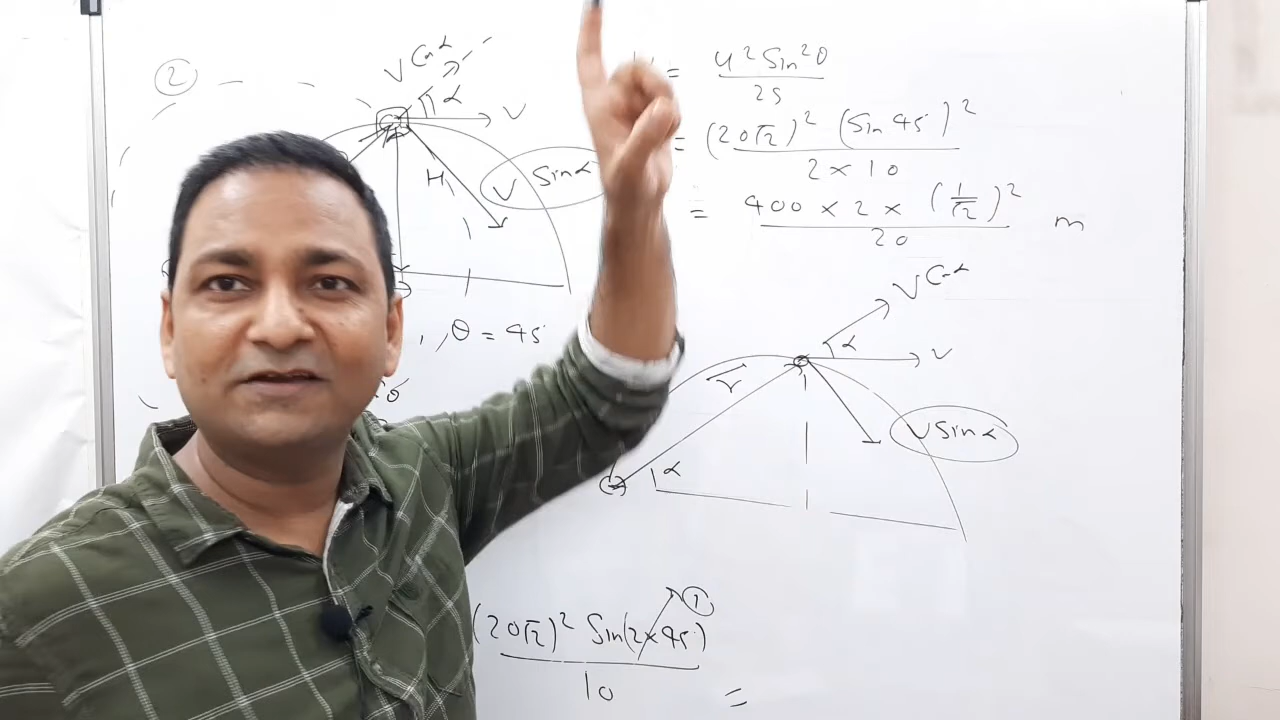 ②
V Cos α
α
V
H
V Sin α
, , θ = 45°
= u² Sin² θ
2g
= (20√2)² (Sin 45)²
2 × 10
= 400 × 2 × (1/√2)² m
20
V Cos α
α
v
r
V Sin α
α
(20√2)² Sin(2×45) ①
10
=